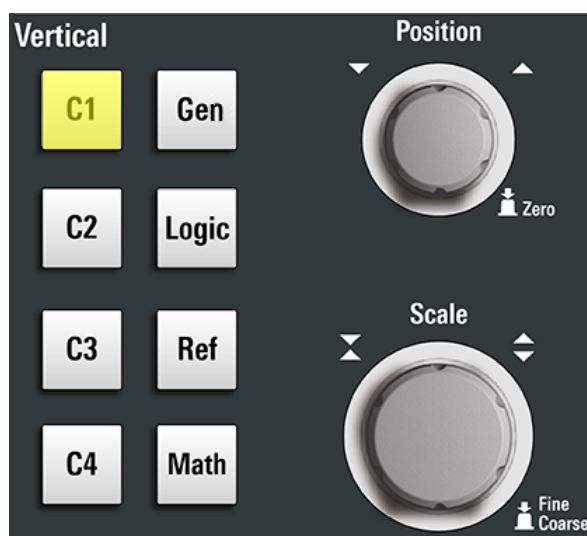 Vertical
Position
C1
Gen
Zero
C2
Logic
Scale
C3
Ref
C4
Math
Fine
Coarse